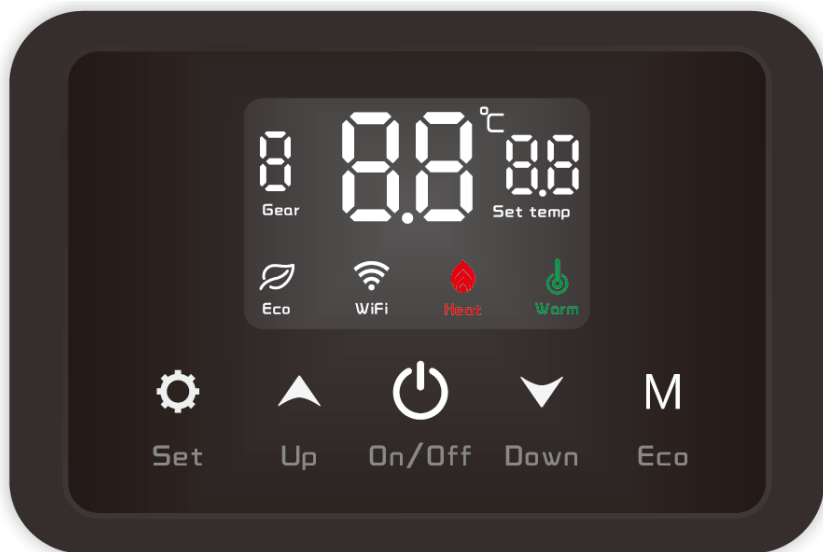 8
8.8
°C
8.8
Gear
Set temp
Eco
WiFi
Heat
Warm
M
Set
Up
On/Off
Down
Eco